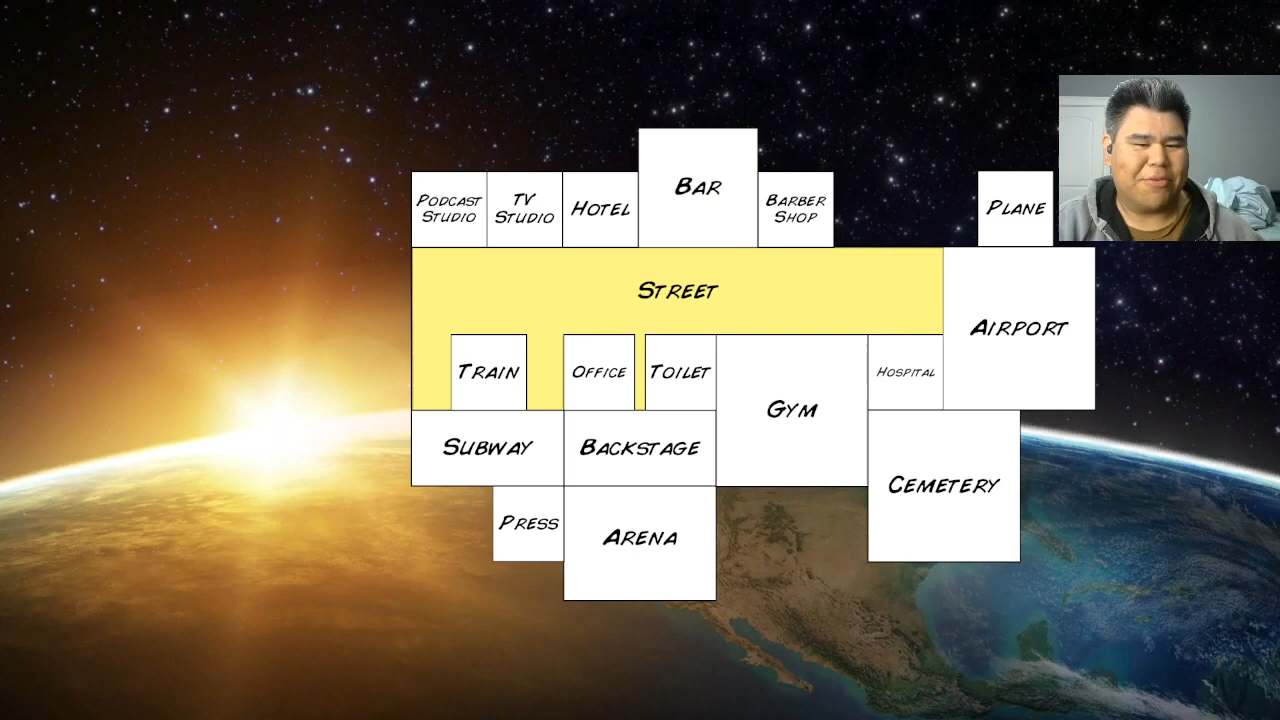 PODCAST
STUDIO
TV
STUDIO
HOTEL
BAR
BARBER
SHOP
PLANE
STREET
AIRPORT
TRAIN
OFFICE
TOILET
GYM
HOSPITAL
SUBWAY
BACKSTAGE
CEMETERY
PRESS
ARENA